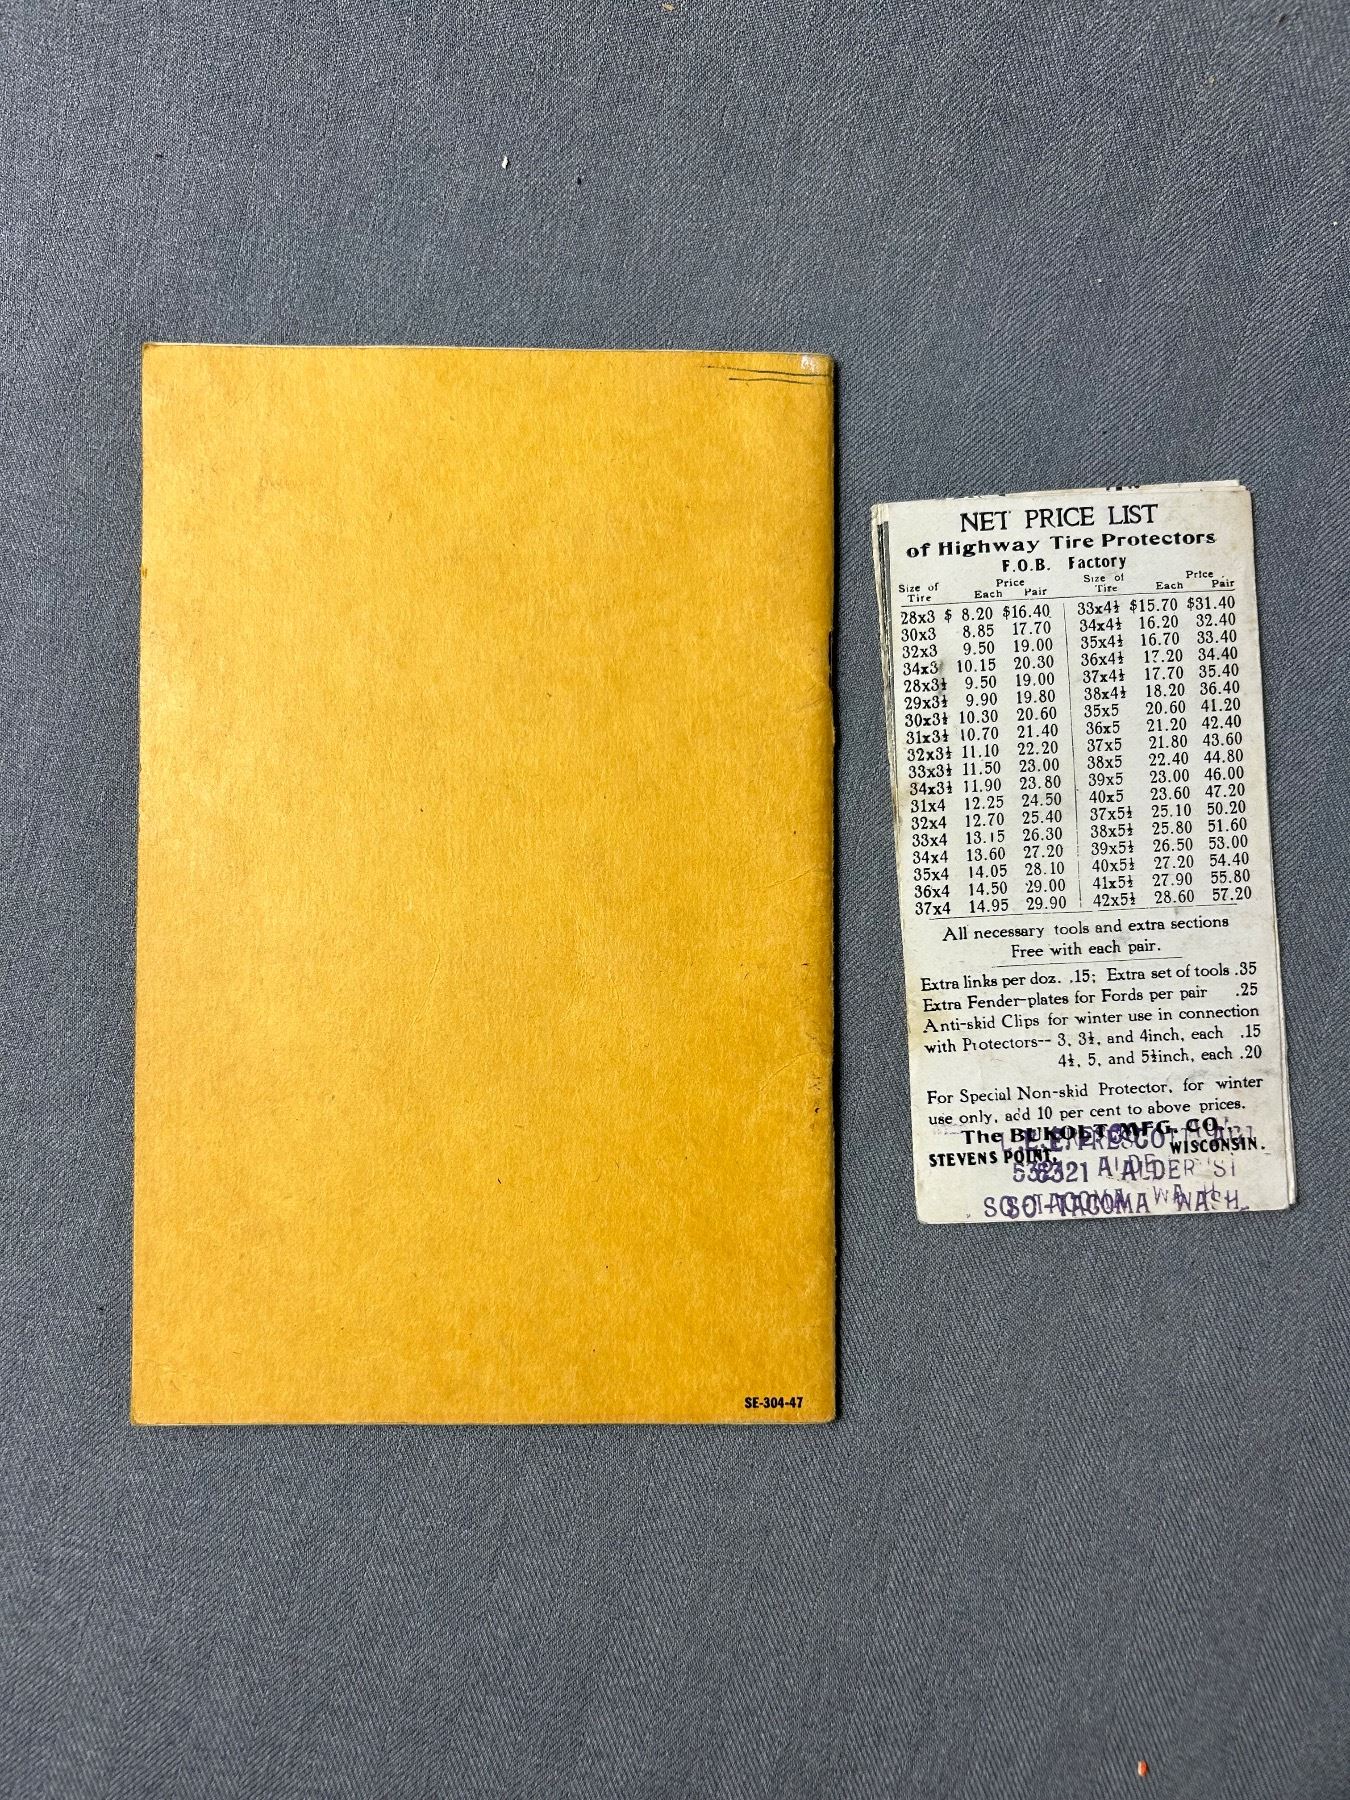 SE-304-47
NET PRICE LIST
of Highway Tire Protectors
F.O.B. Factory
Size of Tire Price Each Pair Size of Tire Price Each Pair
28x3 $ 8.20 $16.40 33x4½ $15.70 $31.40
30x3 8.85 17.70 34x4½ 16.20 32.40
32x3 9.50 19.00 35x4½ 16.70 33.40
34x3 10.15 20.30 36x4½ 17.20 34.40
28x3½ 9.50 19.00 37x4½ 17.70 35.40
29x3½ 9.90 19.80 38x4½ 18.20 36.40
30x3½ 10.30 20.60 35x5 20.60 41.20
31x3½ 10.70 21.40 36x5 21.20 42.40
32x3½ 11.10 22.20 37x5 21.80 43.60
33x3½ 11.50 23.00 38x5 22.40 44.80
34x3½ 11.90 23.80 39x5 23.00 46.00
31x4 12.25 24.50 40x5 23.60 47.20
32x4 12.70 25.40 37x5½ 25.10 50.20
33x4 13.15 26.30 38x5½ 25.80 51.60
34x4 13.60 27.20 39x5½ 26.50 53.00
35x4 14.05 28.10 40x5½ 27.20 54.40
36x4 14.50 29.00 41x5½ 27.90 55.80
37x4 14.95 29.90 42x5½ 28.60 57.20
All necessary tools and extra sections
Free with each pair.
Extra links per doz. .15; Extra set of tools .35
Extra Fender-plates for Fords per pair .25
Anti-skid Clips for winter use in connection
with Protectors-- 3, 3½, and 4inch, each .15
4½, 5, and 5½inch, each .20
For Special Non-skid Protector, for winter
use only, add 10 per cent to above prices.
The BUKOLT MFG. CO.
STEVENS POINT, WISCONSIN.
ALDER ST
SO-TACOMA WASH.